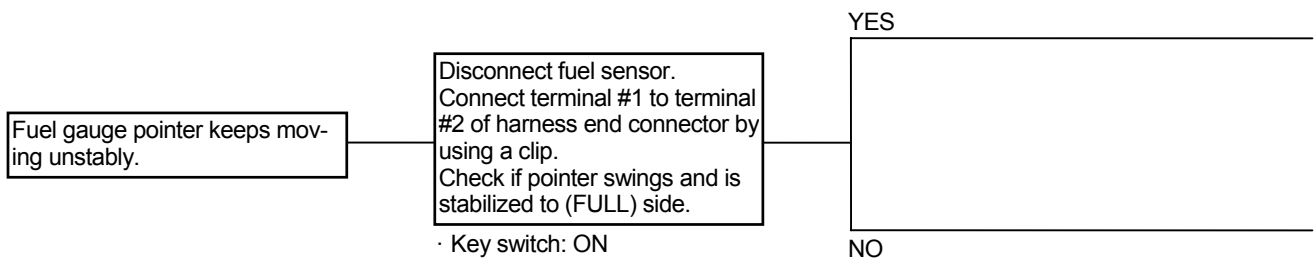 YES
Disconnect fuel sensor.
Connect terminal #1 to terminal
#2 of harness end connector by
using a clip.
Check if pointer swings and is
stabilized to (FULL) side.
Fuel gauge pointer keeps mov-
ing unstably.
· Key switch: ON
NO